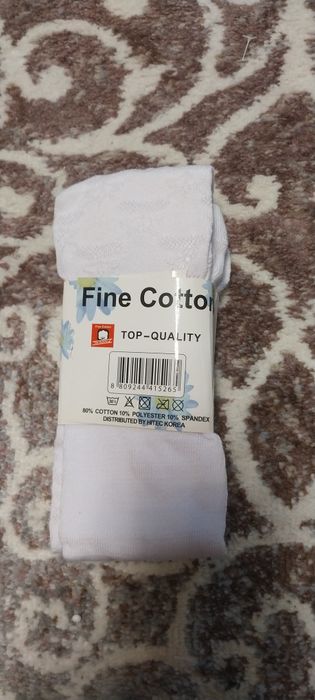 Fine Cotton
TOP-QUALITY
8 809244 415265
80% COTTON 10% POLYESTER 10% SPANDEX
DISTRIBUTED BY HITEC KOREA